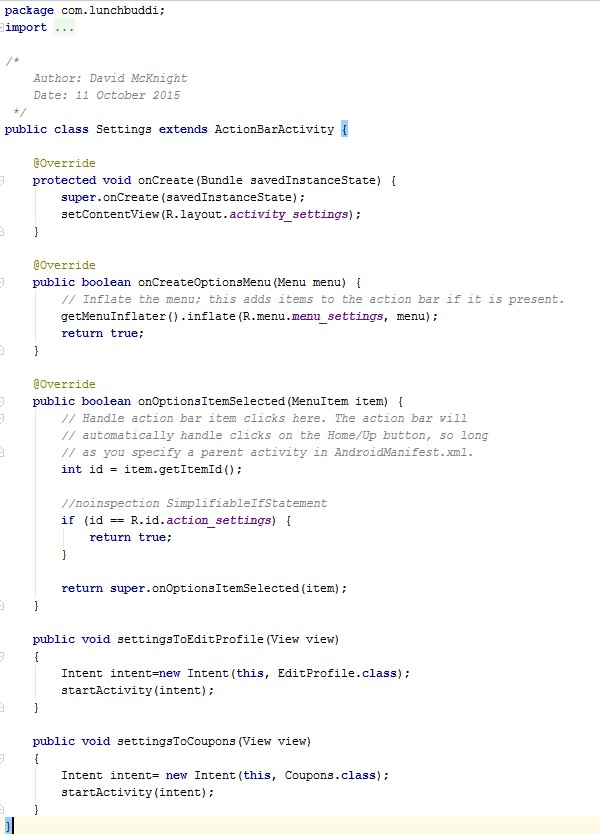 package com.lunchbuddi;
import ...
/*
    Author: David McKnight
    Date: 11 October 2015
 */
public class Settings extends ActionBarActivity {
    @Override
    protected void onCreate(Bundle savedInstanceState) {
        super.onCreate(savedInstanceState);
        setContentView(R.layout.activity_settings);
    }
    @Override
    public boolean onCreateOptionsMenu(Menu menu) {
        // Inflate the menu; this adds items to the action bar if it is present.
        getMenuInflater().inflate(R.menu.menu_settings, menu);
        return true;
    }
    @Override
    public boolean onOptionsItemSelected(MenuItem item) {
        // Handle action bar item clicks here. The action bar will
        // automatically handle clicks on the Home/Up button, so long
        // as you specify a parent activity in AndroidManifest.xml.
        int id = item.getItemId();
        //noinspection SimplifiableIfStatement
        if (id == R.id.action_settings) {
            return true;
        }
        return super.onOptionsItemSelected(item);
    }
    public void settingsToEditProfile(View view)
    {
        Intent intent=new Intent(this, EditProfile.class);
        startActivity(intent);
    }
    public void settingsToCoupons(View view)
    {
        Intent intent= new Intent(this, Coupons.class);
        startActivity(intent);
    }
}